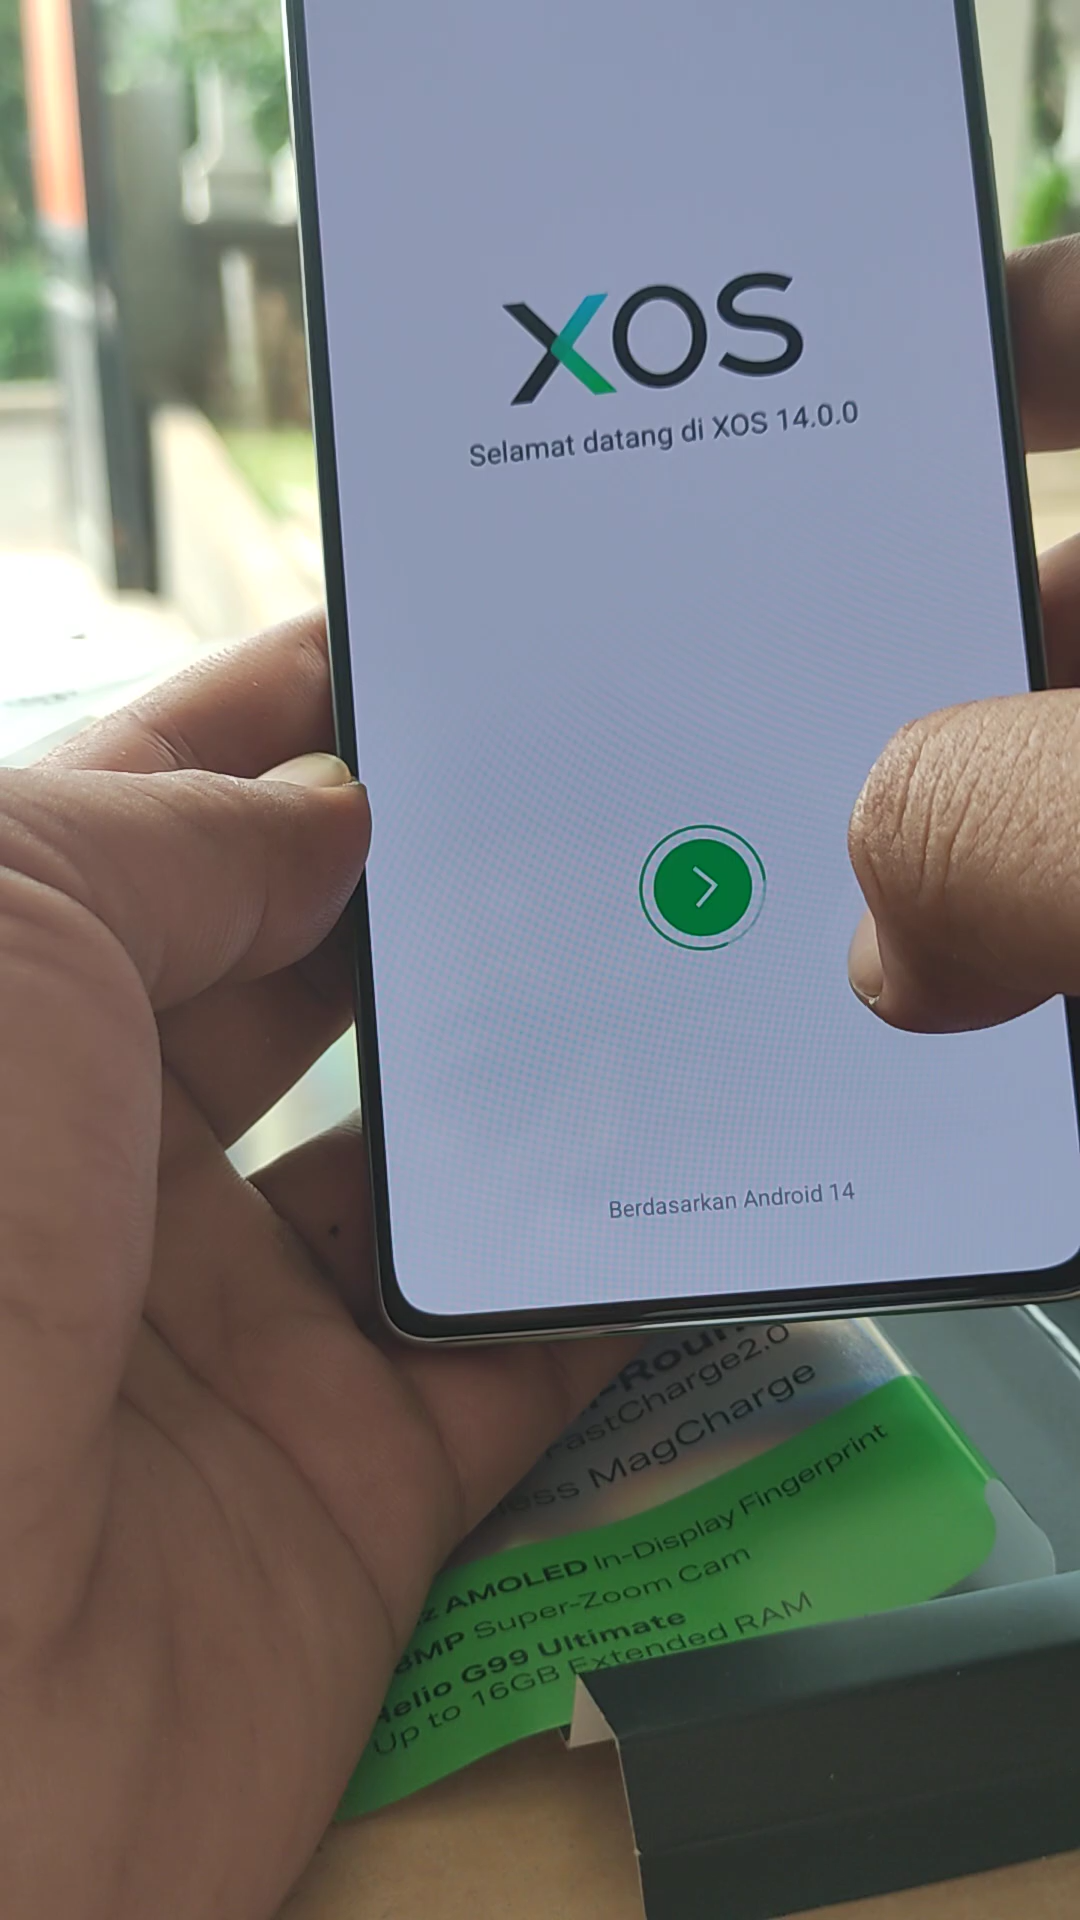 XOS
Selamat datang di XOS 14.0.0
Berdasarkan Android 14
FastCharge2.0
MagCharge
AMOLED In-Display Fingerprint
Super-Zoom Cam
Helio G99 Ultimate
Up to 16GB Extended RAM